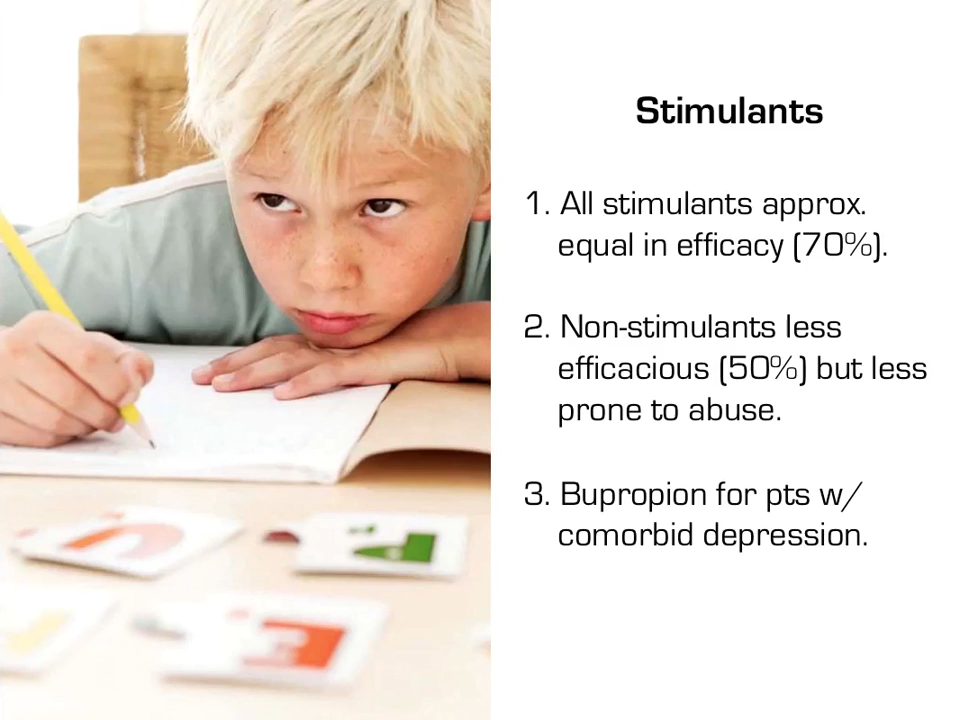 Stimulants
1. All stimulants approx.
equal in efficacy (70%).
2. Non-stimulants less
efficacious (50%) but less
prone to abuse.
3. Bupropion for pts w/
comorbid depression.